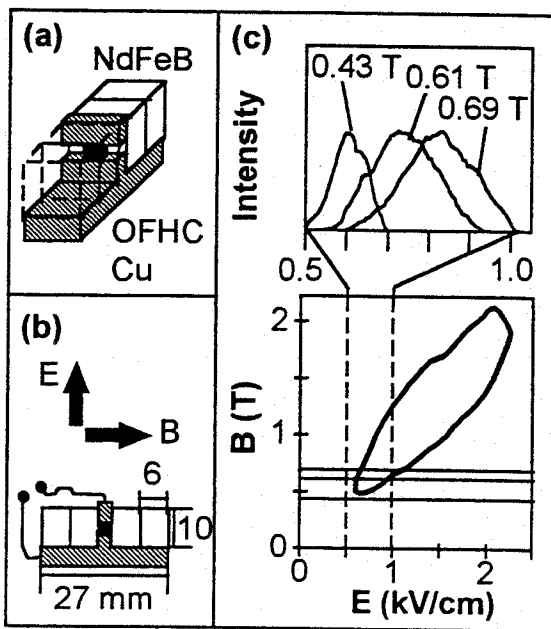 (a)
NdFeB
OFHC
Cu
(b)
E
B
6
10
27 mm
(c)
0.43 T
0.61 T
0.69 T
Intensity
0.5
1.0
2
1
0
B (T)
0
1
2
E (kV/cm)